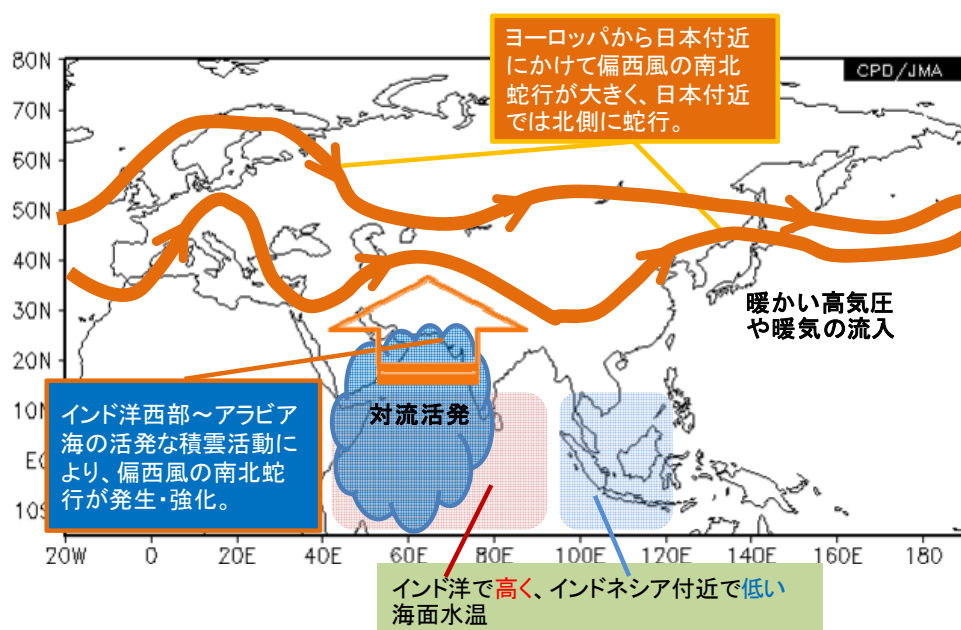 ヨーロッパから日本付近
にかけて偏西風の南北
蛇行が大きく、日本付近
では北側に蛇行。
CPD/JMA
80N
70N
60N
50N
40N
30N
20N
10N
EQ
10S
暖かい高気圧
や暖気の流入
対流活発
インド洋西部～アラビア
海の活発な積雲活動に
より、偏西風の南北蛇
行が発生・強化。
20W 0 20E 40E 60E 80E 100E 120E 140E 160E 180
インド洋で高く、インドネシア付近で低い
海面水温